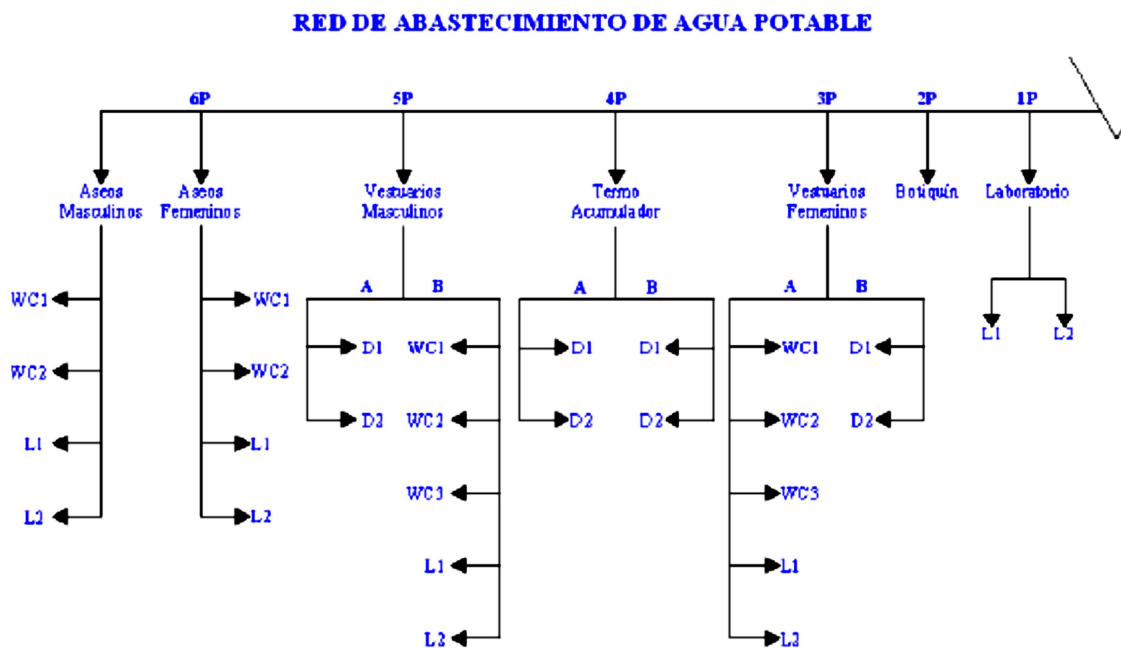 RED DE ABASTECIMIENTO DE AGUA POTABLE
6P 5P 4P 3P 2P 1P
Aseos Masculinos
Aseos Femeninos
Vestuarios Masculinos
Termo Acumulador
Vestuarios Femeninos
Botiquín
Laboratorio
WC1
WC2
L1
L2
WC1
WC2
L1
L2
A B
D1
D2
WC1
WC2
WC3
L1
L2
A B
D1
D2
D1
D2
A B
WC1
WC2
WC3
L1
L2
D1
D2
L1 L2